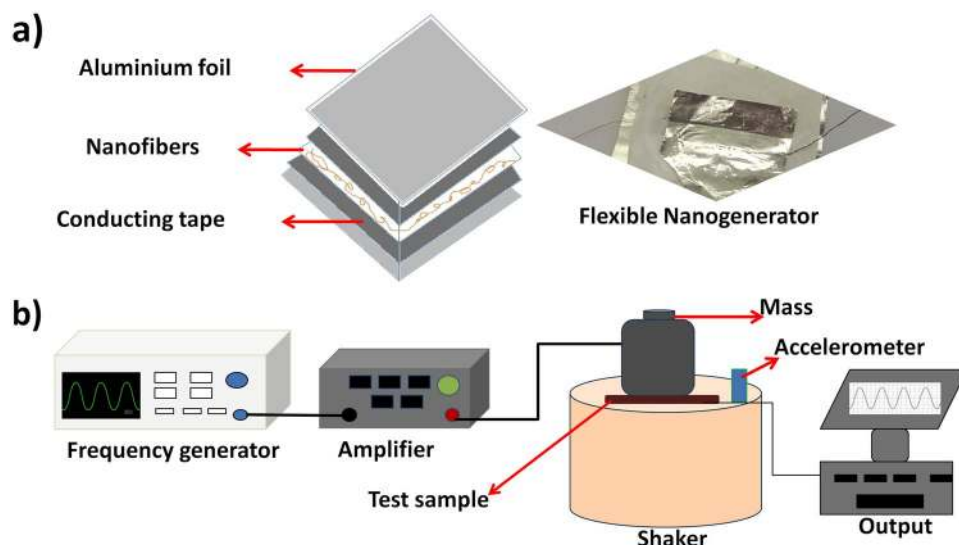 a)
Aluminium foil
Nanofibers
Conducting tape
Flexible Nanogenerator
b)
Mass
Accelerometer
Frequency generator
Amplifier
Test sample
Shaker
Output